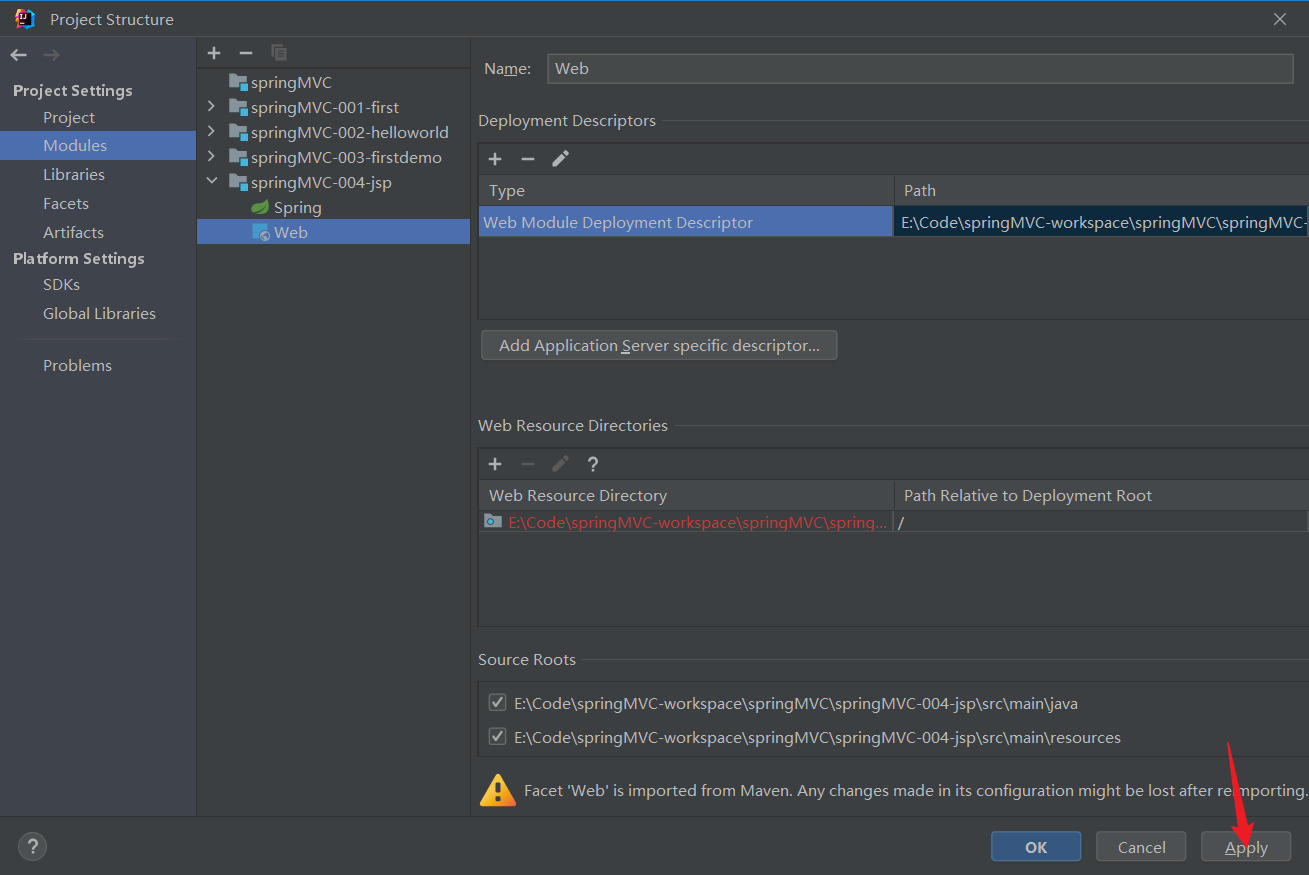 Project Structure
Project Settings
Project
Modules
Libraries
Facets
Artifacts
Platform Settings
SDKs
Global Libraries
Problems
springMVC
springMVC-001-first
springMVC-002-helloworld
springMVC-003-firstdemo
springMVC-004-jsp
Spring
Web
Name: Web
Deployment Descriptors
Type Path
Web Module Deployment Descriptor E:\Code\springMVC-workspace\springMVC\springMVC-
Add Application Server specific descriptor...
Web Resource Directories
?
Web Resource Directory Path Relative to Deployment Root
E:\Code\springMVC-workspace\springMVC\spring... /
Source Roots
E:\Code\springMVC-workspace\springMVC\springMVC-004-jsp\src\main\java
E:\Code\springMVC-workspace\springMVC\springMVC-004-jsp\src\main\resources
Facet 'Web' is imported from Maven. Any changes made in its configuration might be lost after reimporting.
? OK Cancel Apply